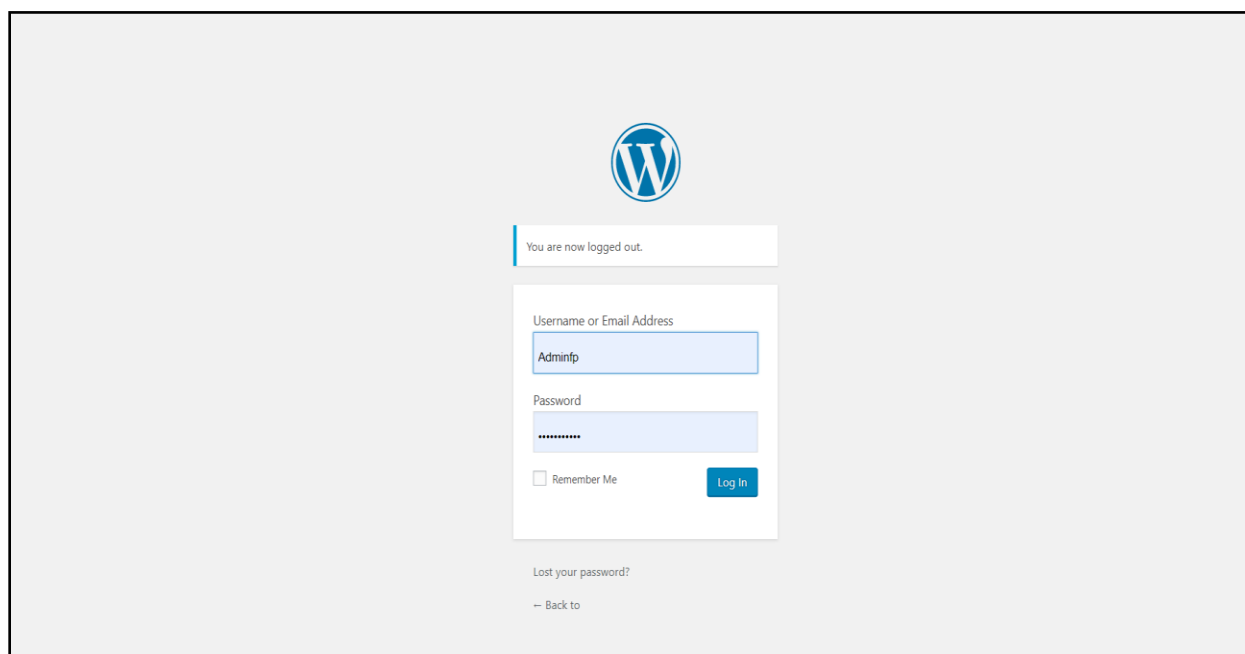 You are now logged out.
Username or Email Address
Adminfp
Password
•••••••••••
Remember Me
Log In
Lost your password?
← Back to